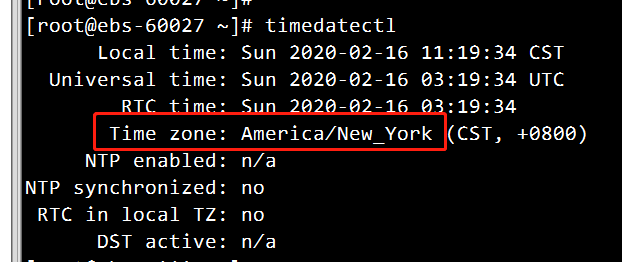 [root@ebs-60027 ~]#
[root@ebs-60027 ~]# timedatectl
Local time: Sun 2020-02-16 11:19:34 CST
Universal time: Sun 2020-02-16 03:19:34 UTC
RTC time: Sun 2020-02-16 03:19:34
Time zone: America/New_York (CST, +0800)
NTP enabled: n/a
NTP synchronized: no
RTC in local TZ: no
DST active: n/a